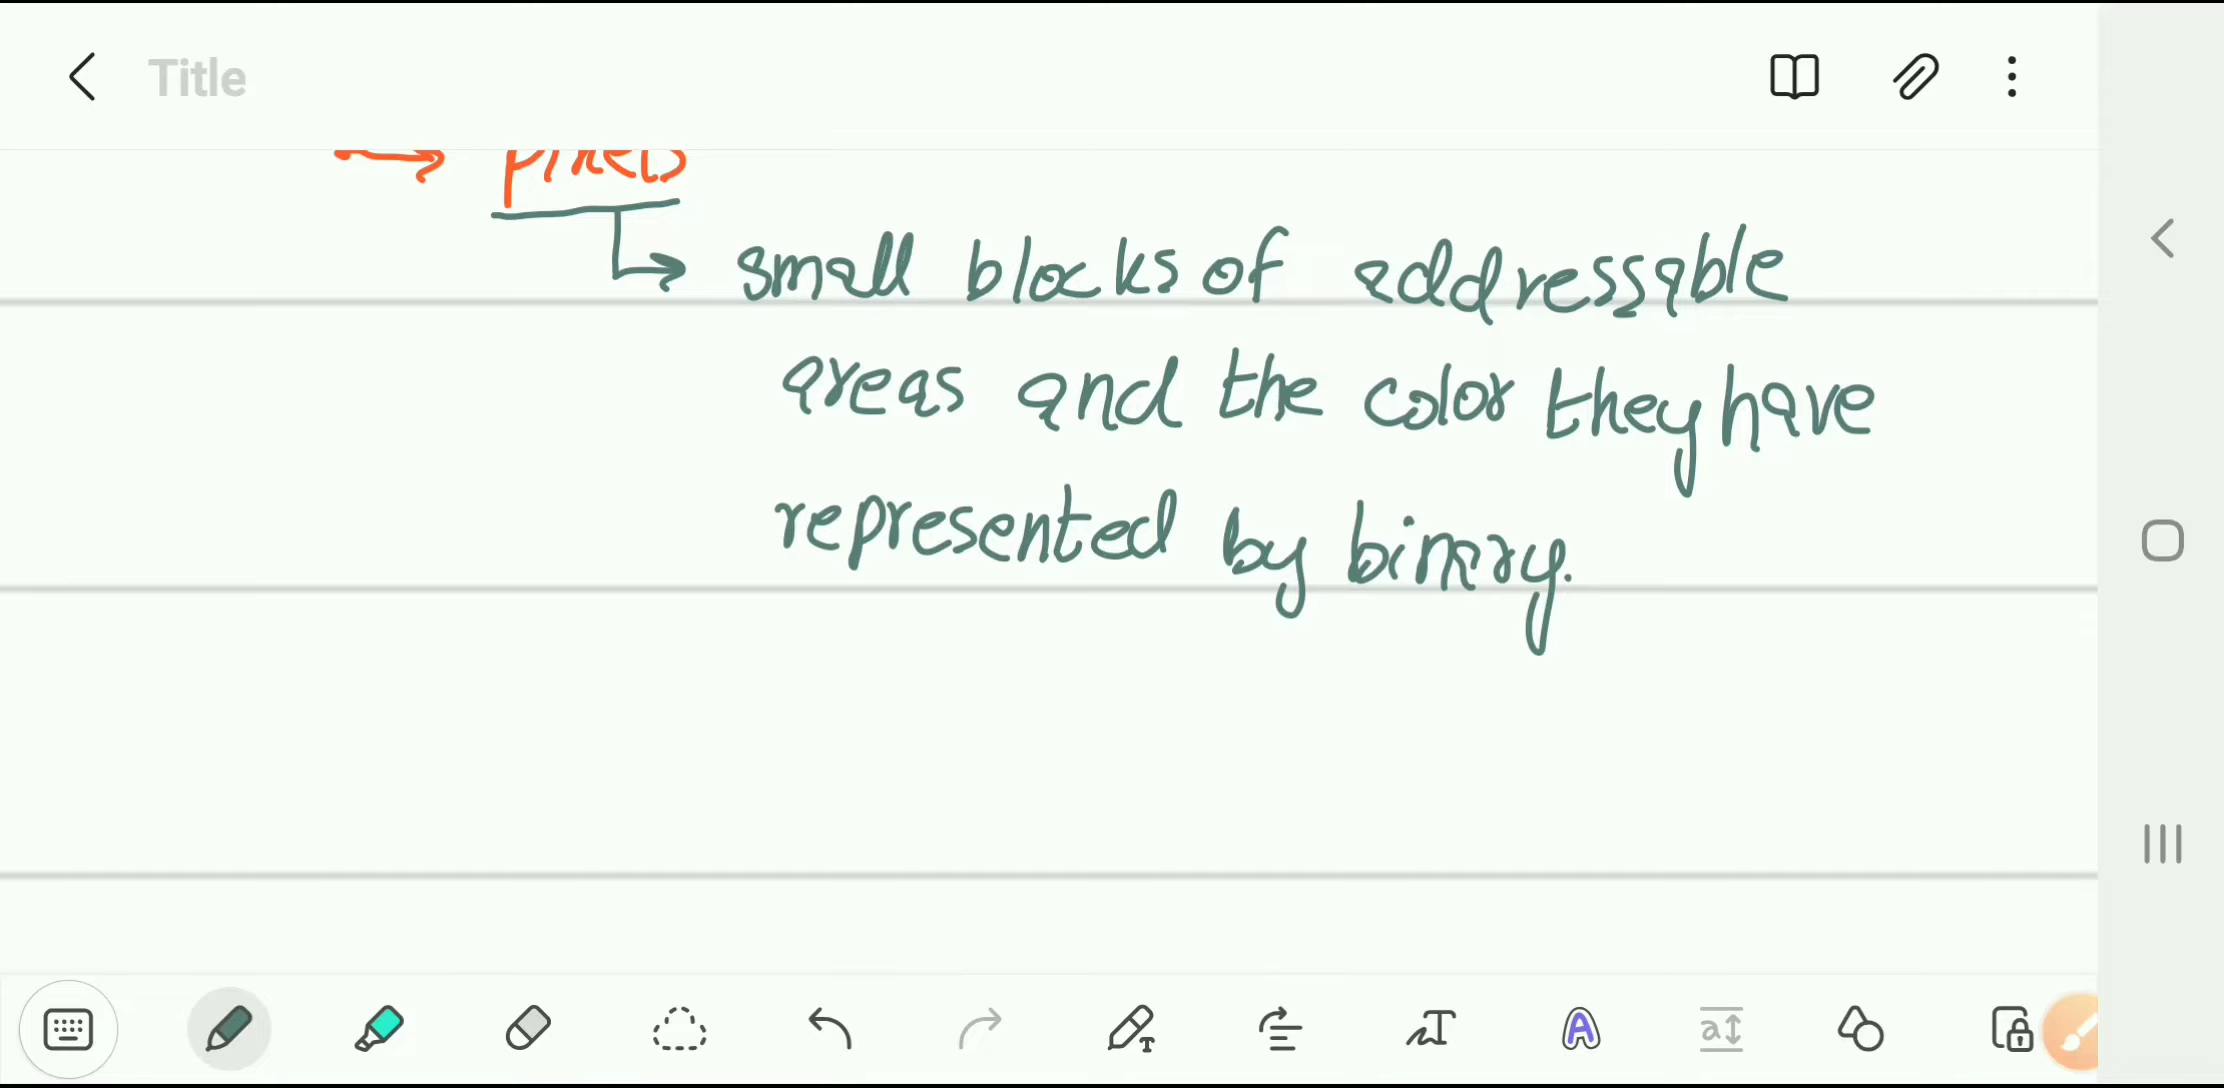 Title
pixels
small blocks of addressable
areas and the color they have
represented by binary.